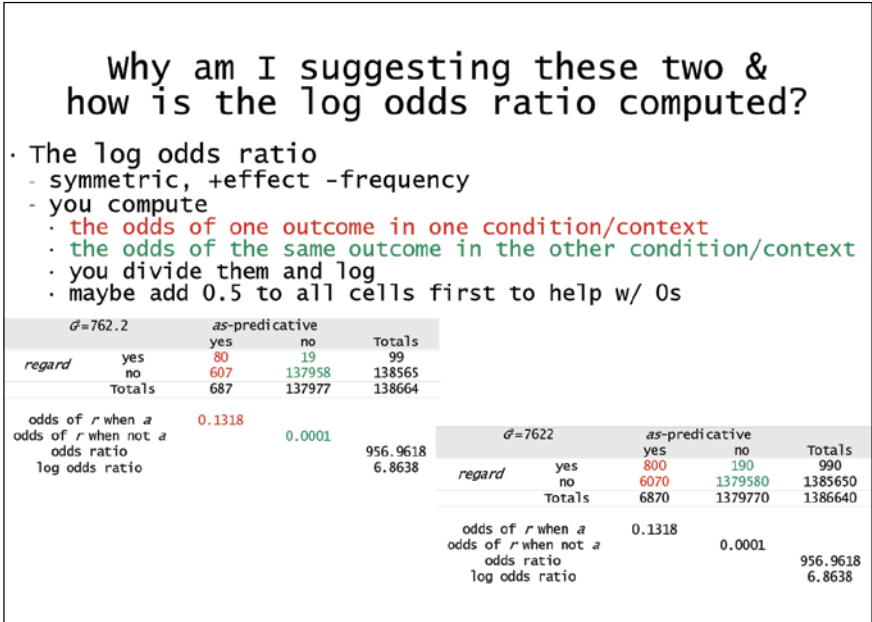 Why am I suggesting these two &
how is the log odds ratio computed?
· The log odds ratio
- symmetric, +effect -frequency
- you compute
· the odds of one outcome in one condition/context
· the odds of the same outcome in the other condition/context
· you divide them and log
· maybe add 0.5 to all cells first to help w/ 0s
G²=762.2 as-predicative
yes no Totals
regard yes 80 19 99
no 607 137958 138565
Totals 687 137977 138664
odds of r when a 0.1318
odds of r when not a 0.0001
odds ratio 956.9618
log odds ratio 6.8638
G²=7622 as-predicative
yes no Totals
regard yes 800 190 990
no 6070 1379580 1385650
Totals 6870 1379770 1386640
odds of r when a 0.1318
odds of r when not a 0.0001
odds ratio 956.9618
log odds ratio 6.8638